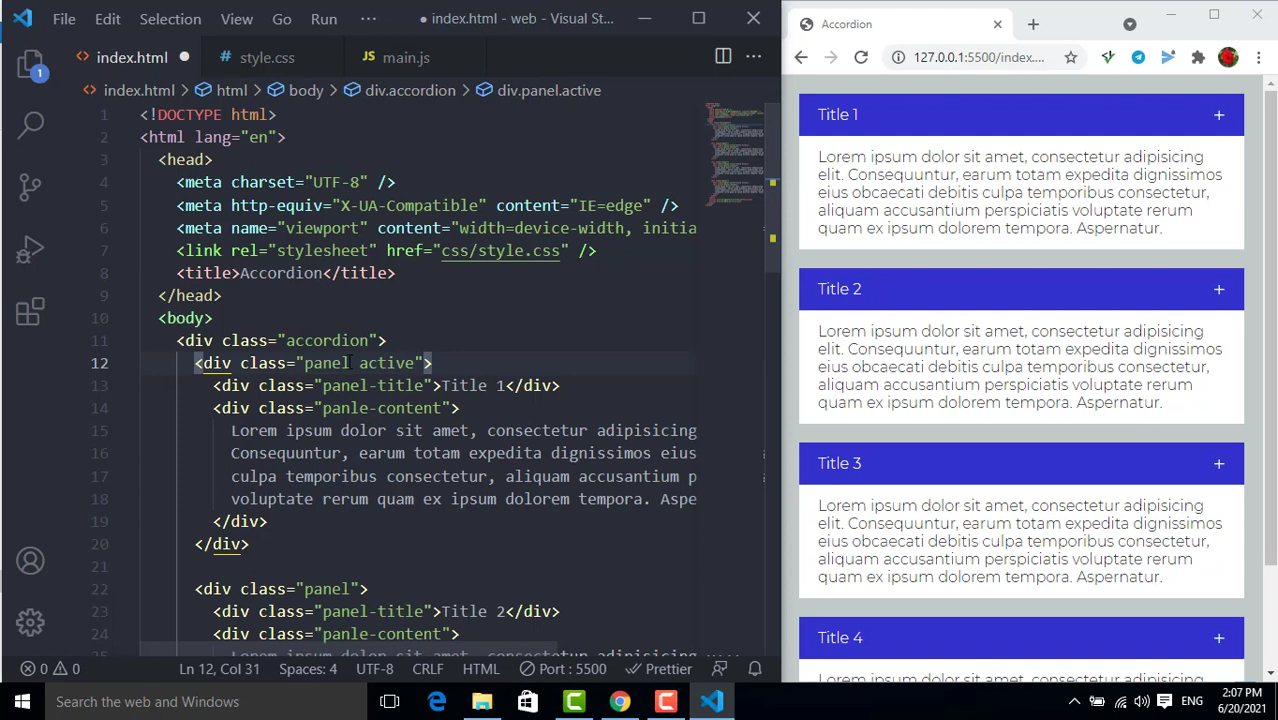 File Edit Selection View Go Run ··· ● index.html - web - Visual St...
index.html ● style.css JS main.js
index.html html body div.accordion div.panel.active
1 <!DOCTYPE html>
2 <html lang="en">
3 <head>
4 <meta charset="UTF-8" />
5 <meta http-equiv="X-UA-Compatible" content="IE=edge" />
6 <meta name="viewport" content="width=device-width, initia
7 <link rel="stylesheet" href="css/style.css" />
8 <title>Accordion</title>
9 </head>
10 <body>
11 <div class="accordion">
12 <div class="panel active">
13 <div class="panel-title">Title 1</div>
14 <div class="panle-content">
15 Lorem ipsum dolor sit amet, consectetur adipisicing
16 Consequuntur, earum totam expedita dignissimos eius
17 culpa temporibus consectetur, aliquam accusantium p
18 voluptate rerum quam ex ipsum dolorem tempora. Aspe
19 </div>
20 </div>
21
22 <div class="panel">
23 <div class="panel-title">Title 2</div>
24 <div class="panle-content">
1
0 0 Ln 12, Col 31 Spaces: 4 UTF-8 CRLF HTML Port : 5500 Prettier
Accordion
127.0.0.1:5500/index....
Title 1 +
Lorem ipsum dolor sit amet, consectetur adipisicing
elit. Consequuntur, earum totam expedita dignissimos
eius obcaecati debitis culpa temporibus consectetur,
aliquam accusantium perspiciatis voluptate rerum
quam ex ipsum dolorem tempora. Aspernatur.
Title 2 +
Lorem ipsum dolor sit amet, consectetur adipisicing
elit. Consequuntur, earum totam expedita dignissimos
eius obcaecati debitis culpa temporibus consectetur,
aliquam accusantium perspiciatis voluptate rerum
quam ex ipsum dolorem tempora. Aspernatur.
Title 3 +
Lorem ipsum dolor sit amet, consectetur adipisicing
elit. Consequuntur, earum totam expedita dignissimos
eius obcaecati debitis culpa temporibus consectetur,
aliquam accusantium perspiciatis voluptate rerum
quam ex ipsum dolorem tempora. Aspernatur.
Title 4 +
Search the web and Windows
ENG
2:07 PM
6/20/2021